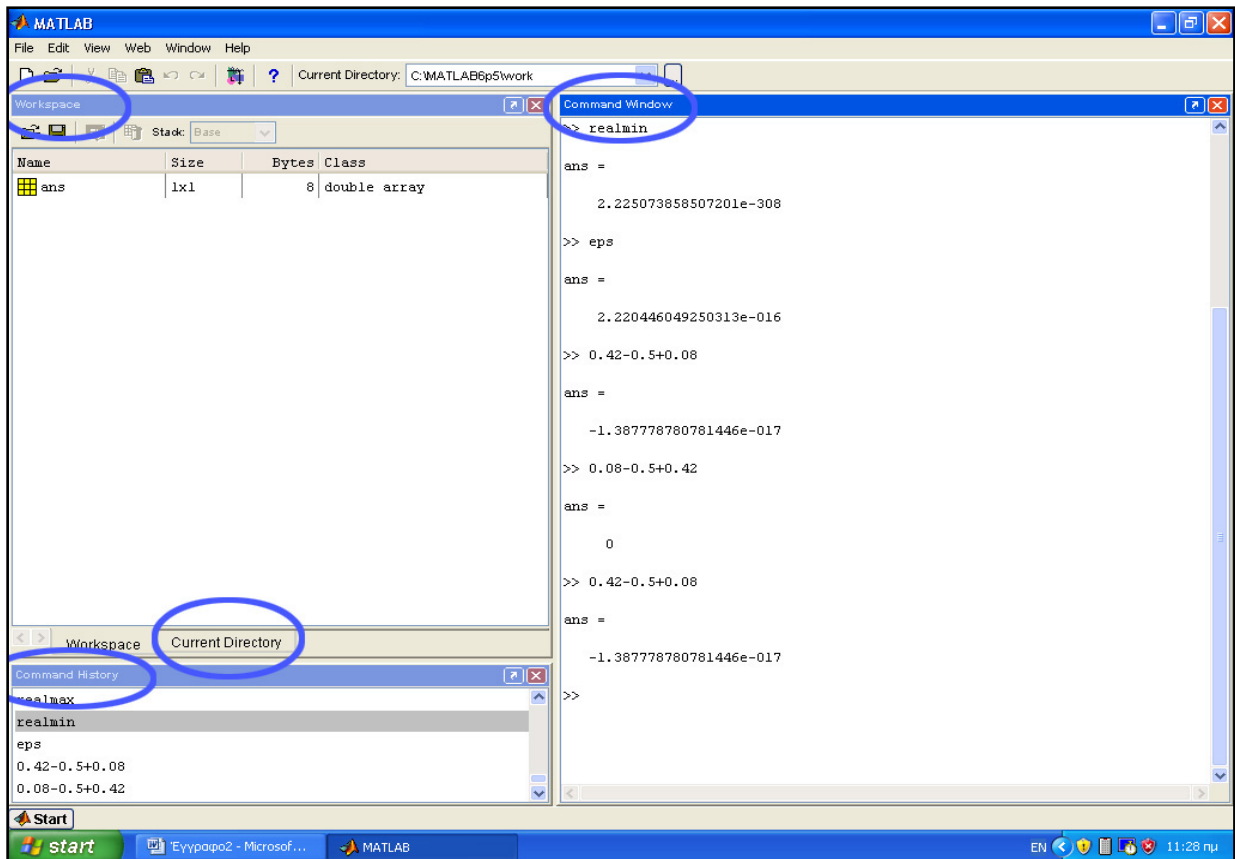 MATLAB
File Edit View Web Window Help
? Current Directory: C:\MATLAB6p5\work ...
Workspace
Stack: Base
Name Size Bytes Class
ans 1x1 8 double array
Workspace Current Directory
Command History
realmax
realmin
eps
0.42-0.5+0.08
0.08-0.5+0.42
Command Window
>> realmin
ans =
2.225073858507201e-308
>> eps
ans =
2.220446049250313e-016
>> 0.42-0.5+0.08
ans =
-1.387778780781446e-017
>> 0.08-0.5+0.42
ans =
0
>> 0.42-0.5+0.08
ans =
-1.387778780781446e-017
>>
Start
start Έγγραφο2 - Microsof... MATLAB EN 11:28 πμ